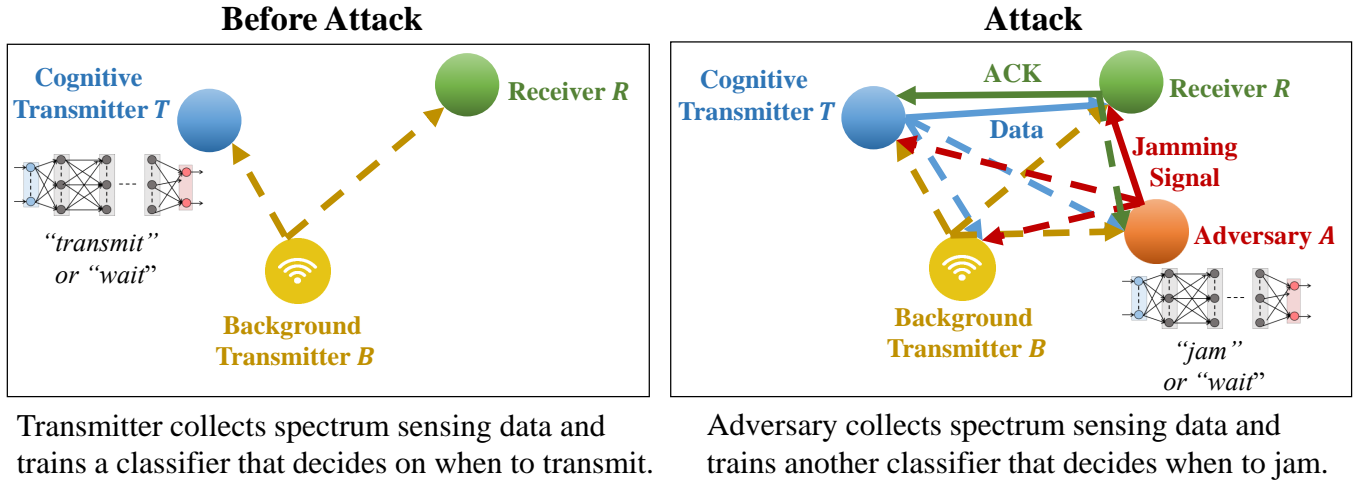 Before Attack
Cognitive
Transmitter T
Receiver R
“transmit”
or “wait”
Background
Transmitter B
Transmitter collects spectrum sensing data and
trains a classifier that decides on when to transmit.
Attack
Cognitive
Transmitter T
ACK
Receiver R
Data
Jamming
Signal
Adversary A
Background
Transmitter B
“jam”
or “wait”
Adversary collects spectrum sensing data and
trains another classifier that decides when to jam.